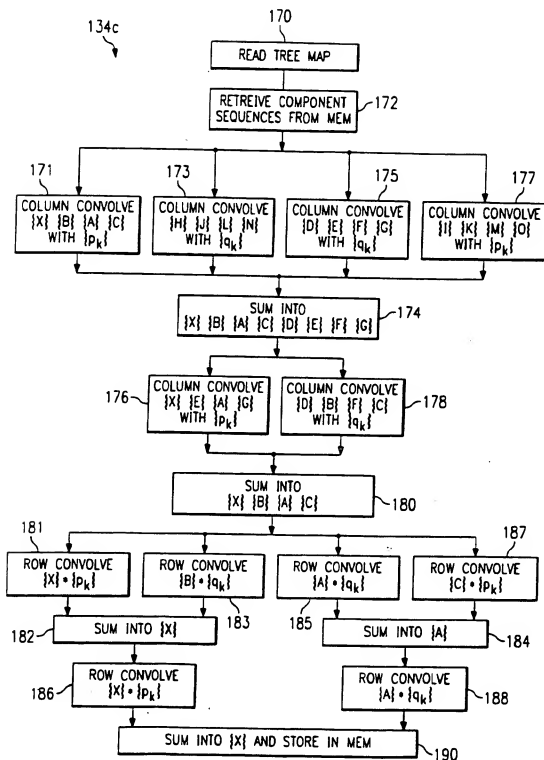 134c
170
READ TREE MAP
RETREIVE COMPONENT
SEQUENCES FROM MEM
172
171
COLUMN CONVOLVE
{X} {B} {A} {C}
WITH {pk}
173
COLUMN CONVOLVE
{H} {J} {L} {N}
WITH {qk}
175
COLUMN CONVOLVE
{D} {E} {F} {G}
WITH {qk}
177
COLUMN CONVOLVE
{I} {K} {M} {O}
WITH {pk}
SUM INTO
{X} {B} {A} {C} {D} {E} {F} {G}
174
176
COLUMN CONVOLVE
{X} {E} {A} {G}
WITH {pk}
COLUMN CONVOLVE
{D} {B} {F} {C}
WITH {qk}
178
SUM INTO
{X} {B} {A} {C}
180
181
ROW CONVOLVE
{X} • {pk}
ROW CONVOLVE
{B} • {qk}
183
ROW CONVOLVE
{A} • {qk}
185
187
ROW CONVOLVE
{C} • {pk}
182
SUM INTO {X}
SUM INTO {A}
184
186
ROW CONVOLVE
{X} • {pk}
ROW CONVOLVE
{A} • {qk}
188
SUM INTO {X} AND STORE IN MEM
190